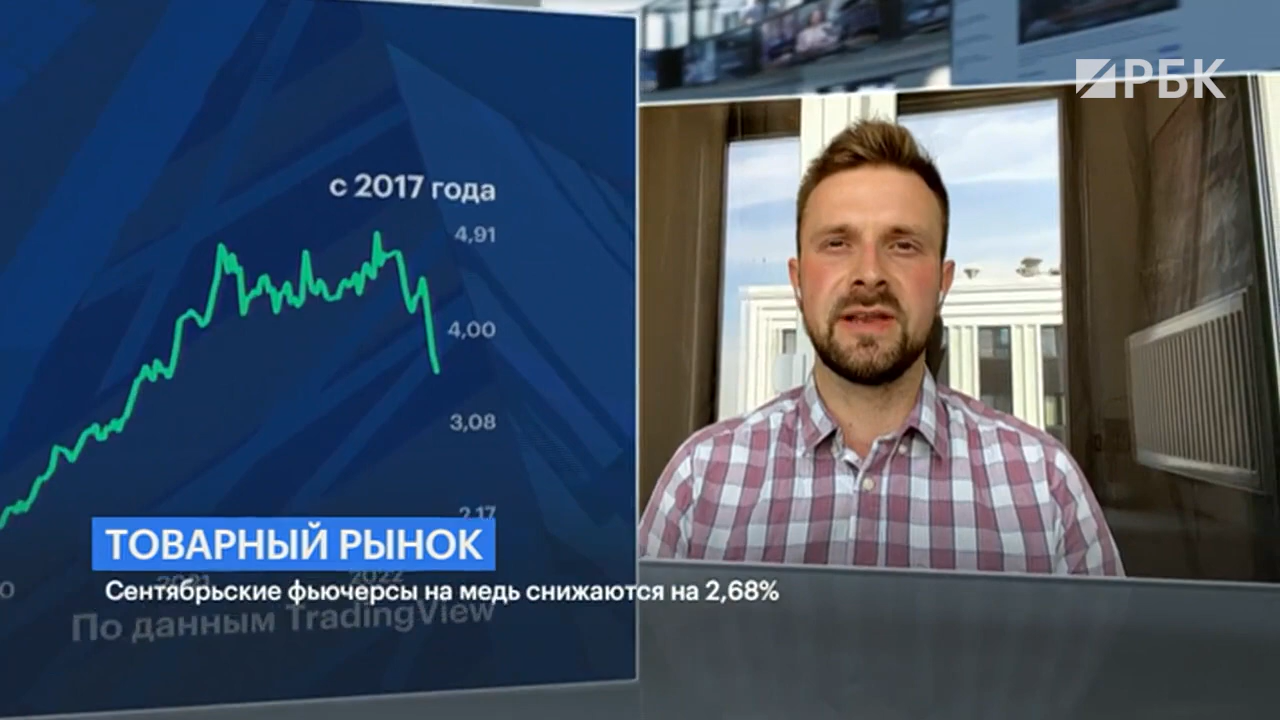 РБК
с 2017 года
4,91
4,00
3,08
2,17
ТОВАРНЫЙ РЫНОК
2021
2022
Сентябрьские фьючерсы на медь снижаются на 2,68%
По данным TradingView